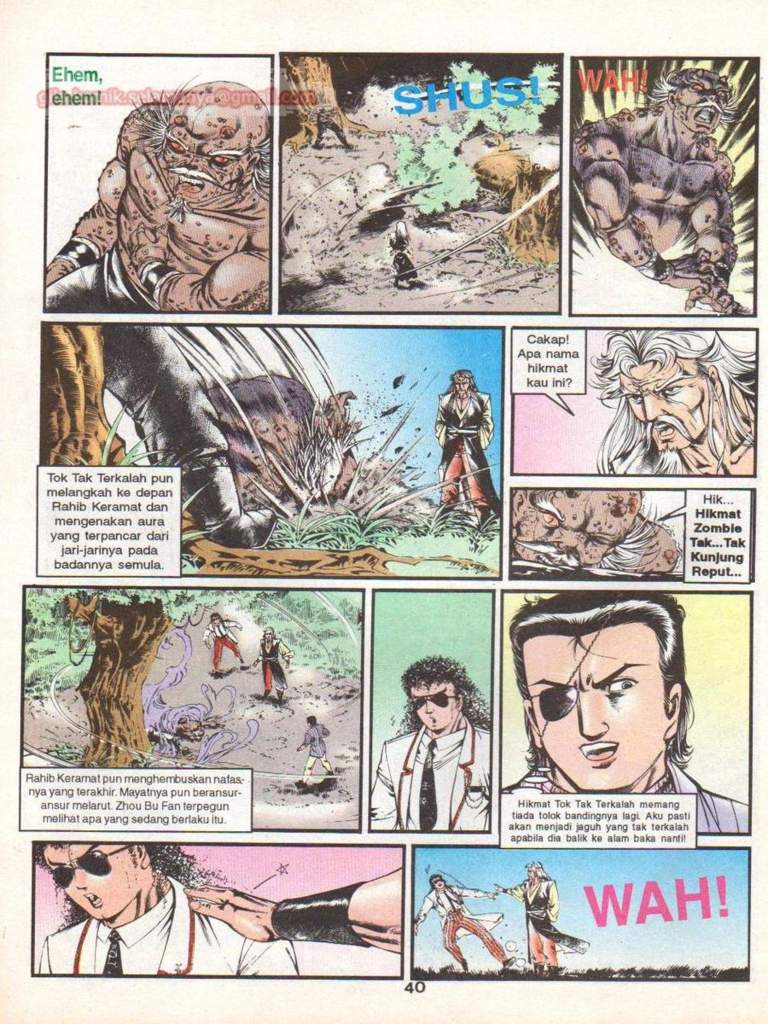 Ehem,
ehem!
SHUS!
WAH!
Tok Tak Terkalah pun
melangkah ke depan
Rahib Keramat dan
mengenakan aura
yang terpancar dari
jari-jarinya pada
badannya semula.
Cakap!
Apa nama
hikmat
kau ini?
Hik...
Hikmat
Zombie
Tak...Tak
Kunjung
Reput...
Rahib Keramat pun menghembuskan nafas-
nya yang terakhir. Mayatnya pun beransur-
ansur melarut. Zhou Bu Fan terpegun
melihat apa yang sedang berlaku itu.
Hikmat Tok Tak Terkalah memang
tiada tolok bandingnya lagi. Aku pasti
akan menjadi jaguh yang tak terkalah
apabila dia balik ke alam baka nanti!
WAH!
40